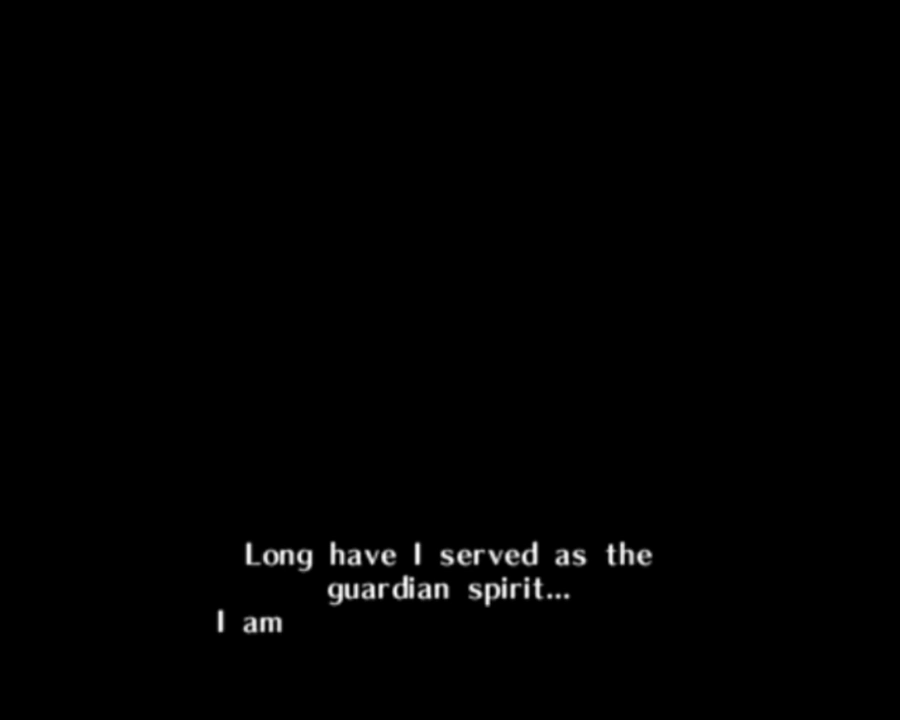 Long have I served as the
guardian spirit...
I am